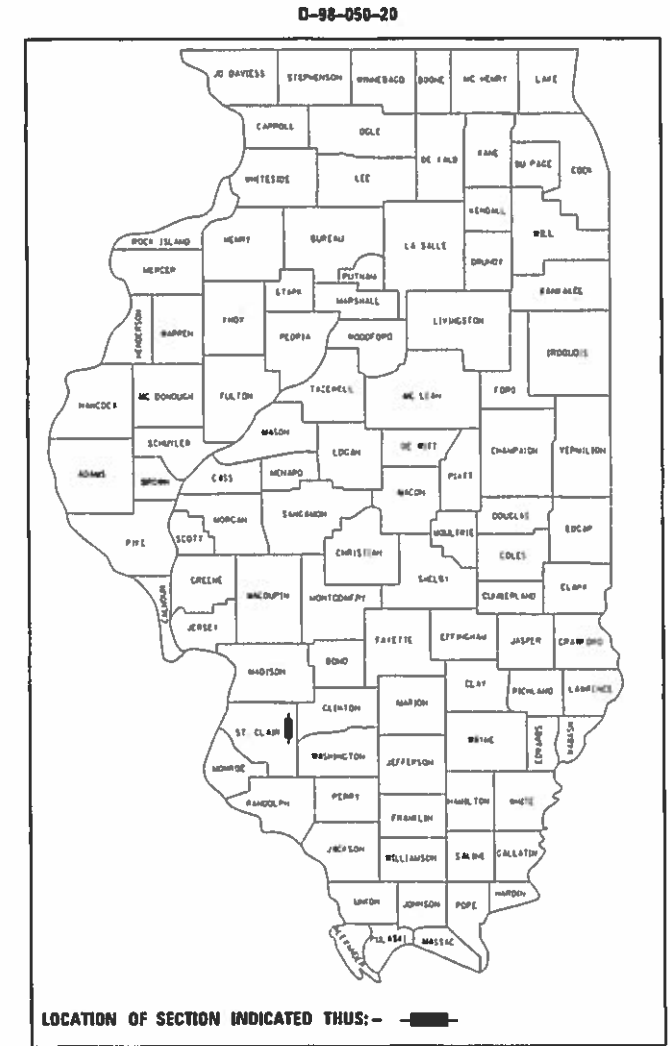 D-98-050-20
JO DAVIESS STEPHENSON WINNEBAGO BOONE MC HENRY LAKE
CARROLL OGLE
DE KALB KANE DU PAGE COOK
WHITESIDE LEE
KENDALL
ROCK ISLAND HENRY BUREAU LA SALLE WILL
MERCER PUTNAM GRUNDY
STARK KANKAKEE
HENDERSON WARREN KNOX MARSHALL LIVINGSTON
PEORIA WOODFORD IROQUOIS
HANCOCK MC DONOUGH FULTON TAZEWELL MC LEAN FORD
MASON
SCHUYLER LOGAN DE WITT CHAMPAIGN VERMILION
ADAMS BROWN CASS MENARD PIATT
MORGAN SANGAMON MACON
PIKE SCOTT CHRISTIAN MOULTRIE DOUGLAS EDGAR
COLES
CALHOUN GREENE MACOUPIN MONTGOMERY SHELBY CUMBERLAND CLARK
JERSEY FAYETTE EFFINGHAM JASPER CRAWFORD
MADISON BOND
CLAY RICHLAND LAWRENCE
CLINTON MARION
ST. CLAIR WAYNE EDWARDS WABASH
WASHINGTON JEFFERSON
MONROE
RANDOLPH PERRY HAMILTON WHITE
FRANKLIN
JACKSON WILLIAMSON SALINE GALLATIN
UNION JOHNSON POPE HARDIN
ALEXANDER PULASKI MASSAC
LOCATION OF SECTION INDICATED THUS:-